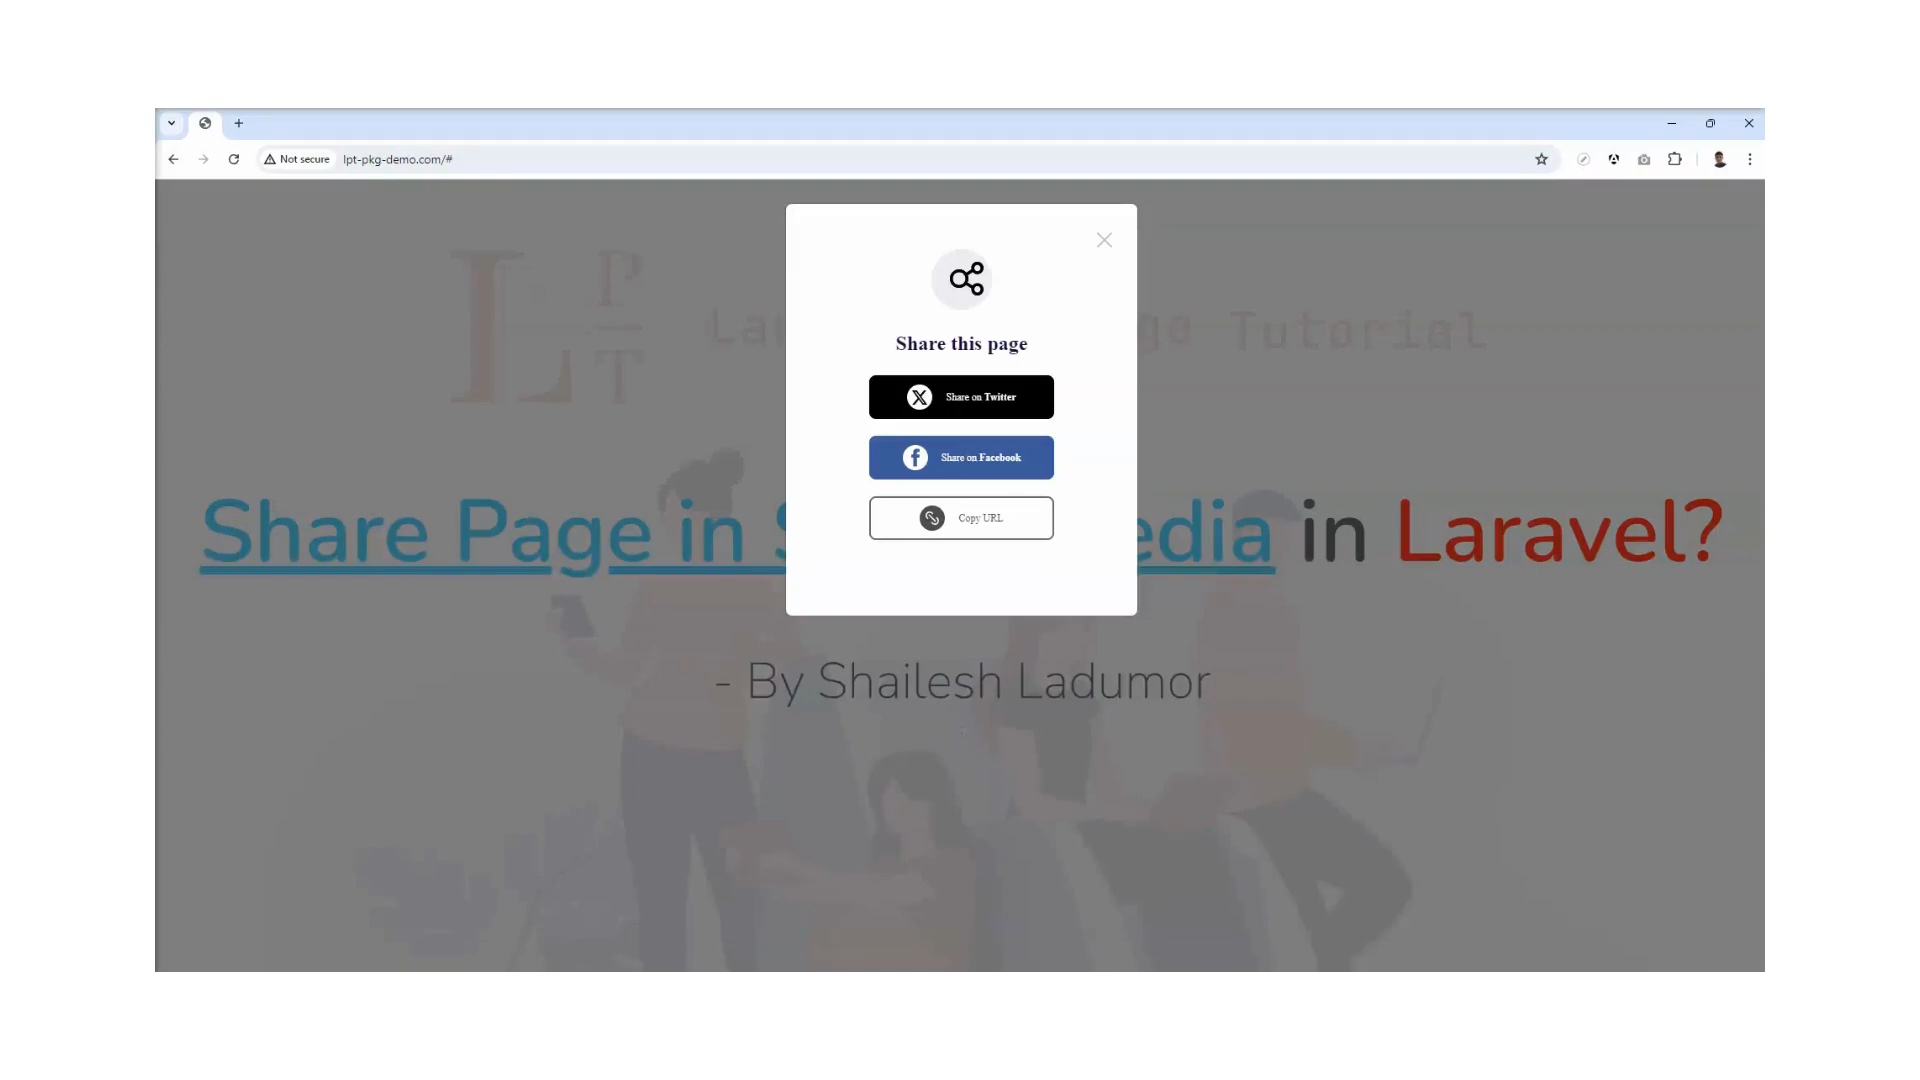 Not secure
lpt-pkg-demo.com/#
L P T
Tutorial
Share this page
Share on Twitter
Share on Facebook
Copy URL
Share Page in
in Laravel?
- By Shailesh Ladumor